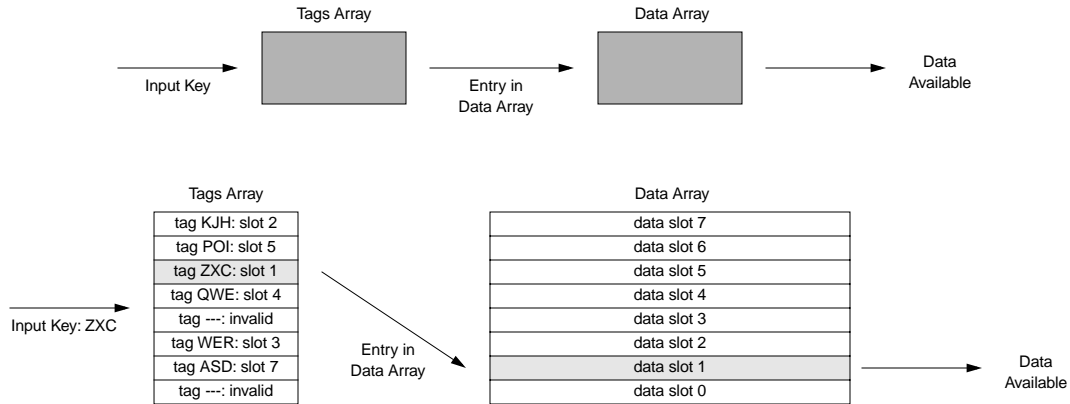 Tags Array
Data Array
Input Key
Entry in
Data Array
Data
Available
Tags Array
Data Array
tag KJH: slot 2
tag POI: slot 5
tag ZXC: slot 1
tag QWE: slot 4
tag ---: invalid
tag WER: slot 3
tag ASD: slot 7
tag ---: invalid
Input Key: ZXC
Entry in
Data Array
data slot 7
data slot 6
data slot 5
data slot 4
data slot 3
data slot 2
data slot 1
data slot 0
Data
Available